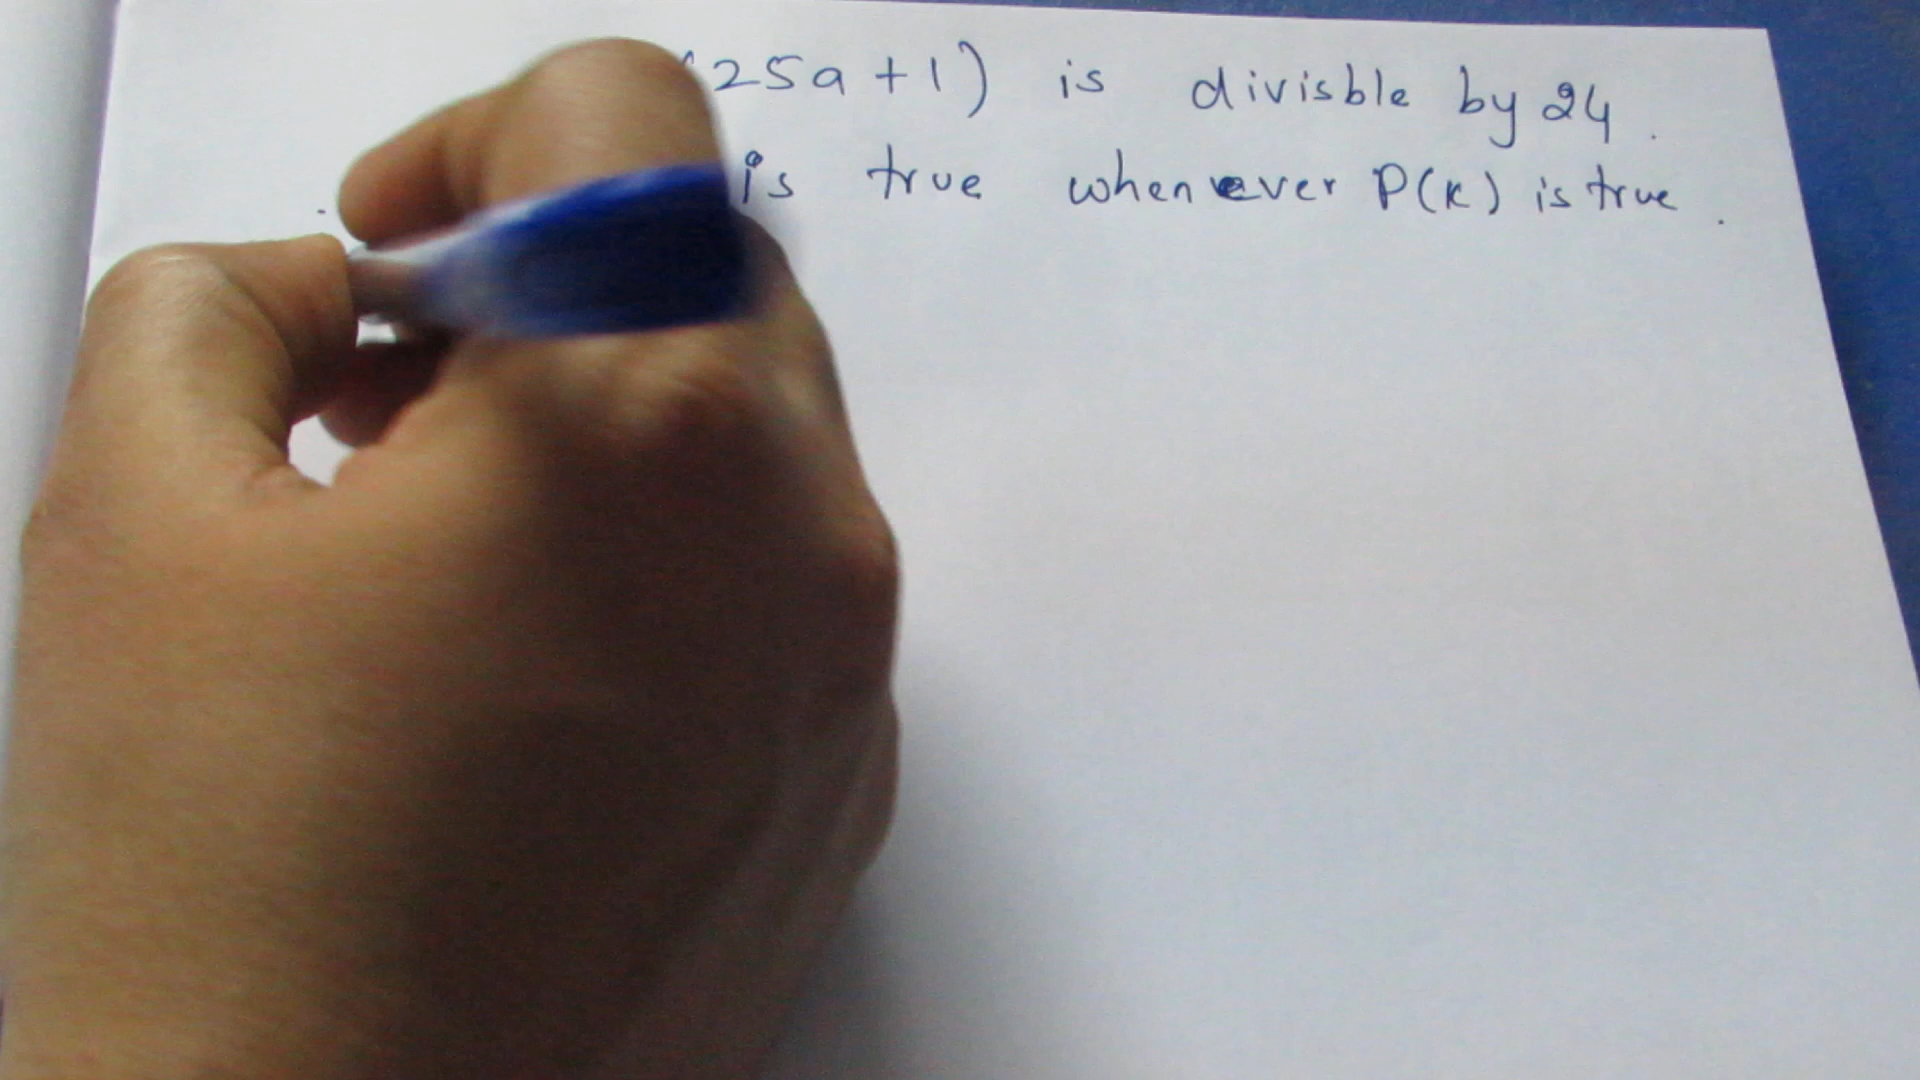 25a + 1) is divisble by 24.
is true whenever P(k) is true.